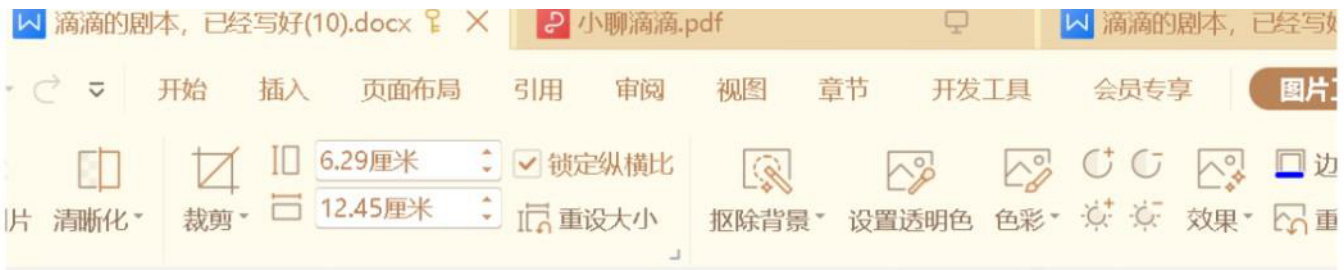 滴滴的剧本，已经写好(10).docx 小聊滴滴.pdf 滴滴的剧本，已经写
开始 插入 页面布局 引用 审阅 视图 章节 开发工具 会员专享 图片
6.29厘米 锁定纵横比
12.45厘米 重设大小
片 清晰化 裁剪 抠除背景 设置透明色 色彩 效果 边
重